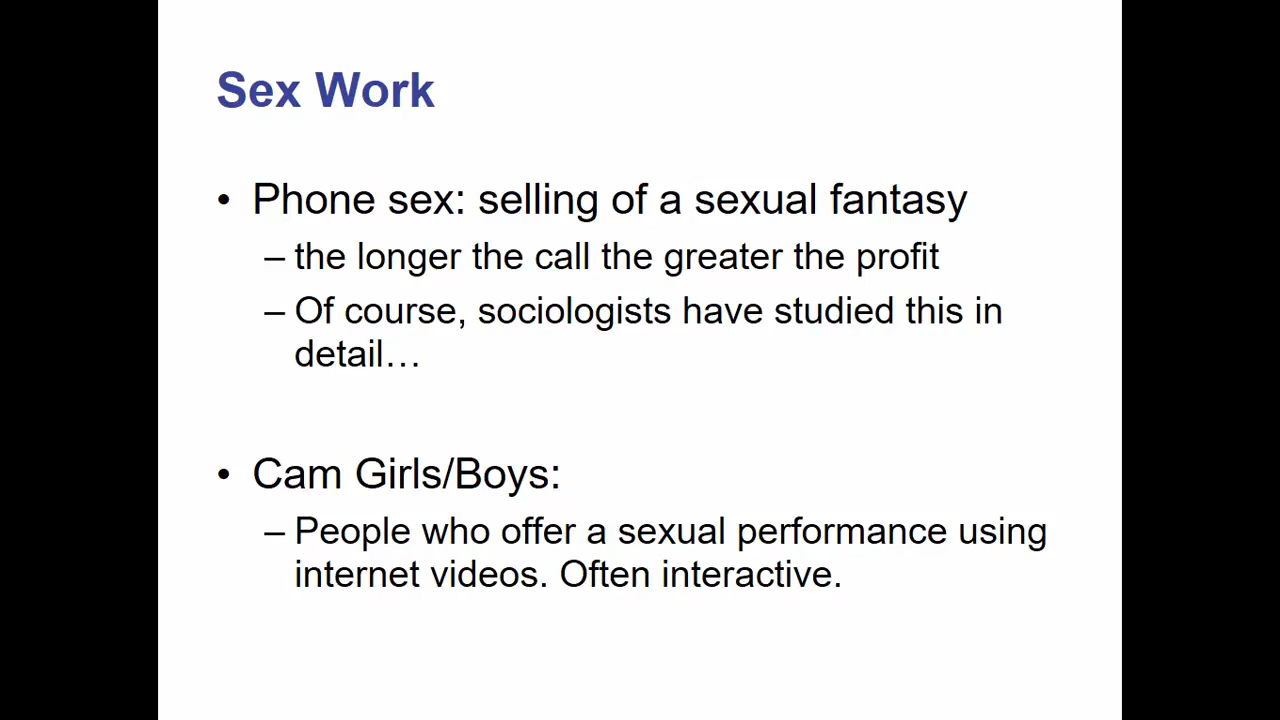 Sex Work
• Phone sex: selling of a sexual fantasy
– the longer the call the greater the profit
– Of course, sociologists have studied this in
detail…
• Cam Girls/Boys:
– People who offer a sexual performance using
internet videos. Often interactive.